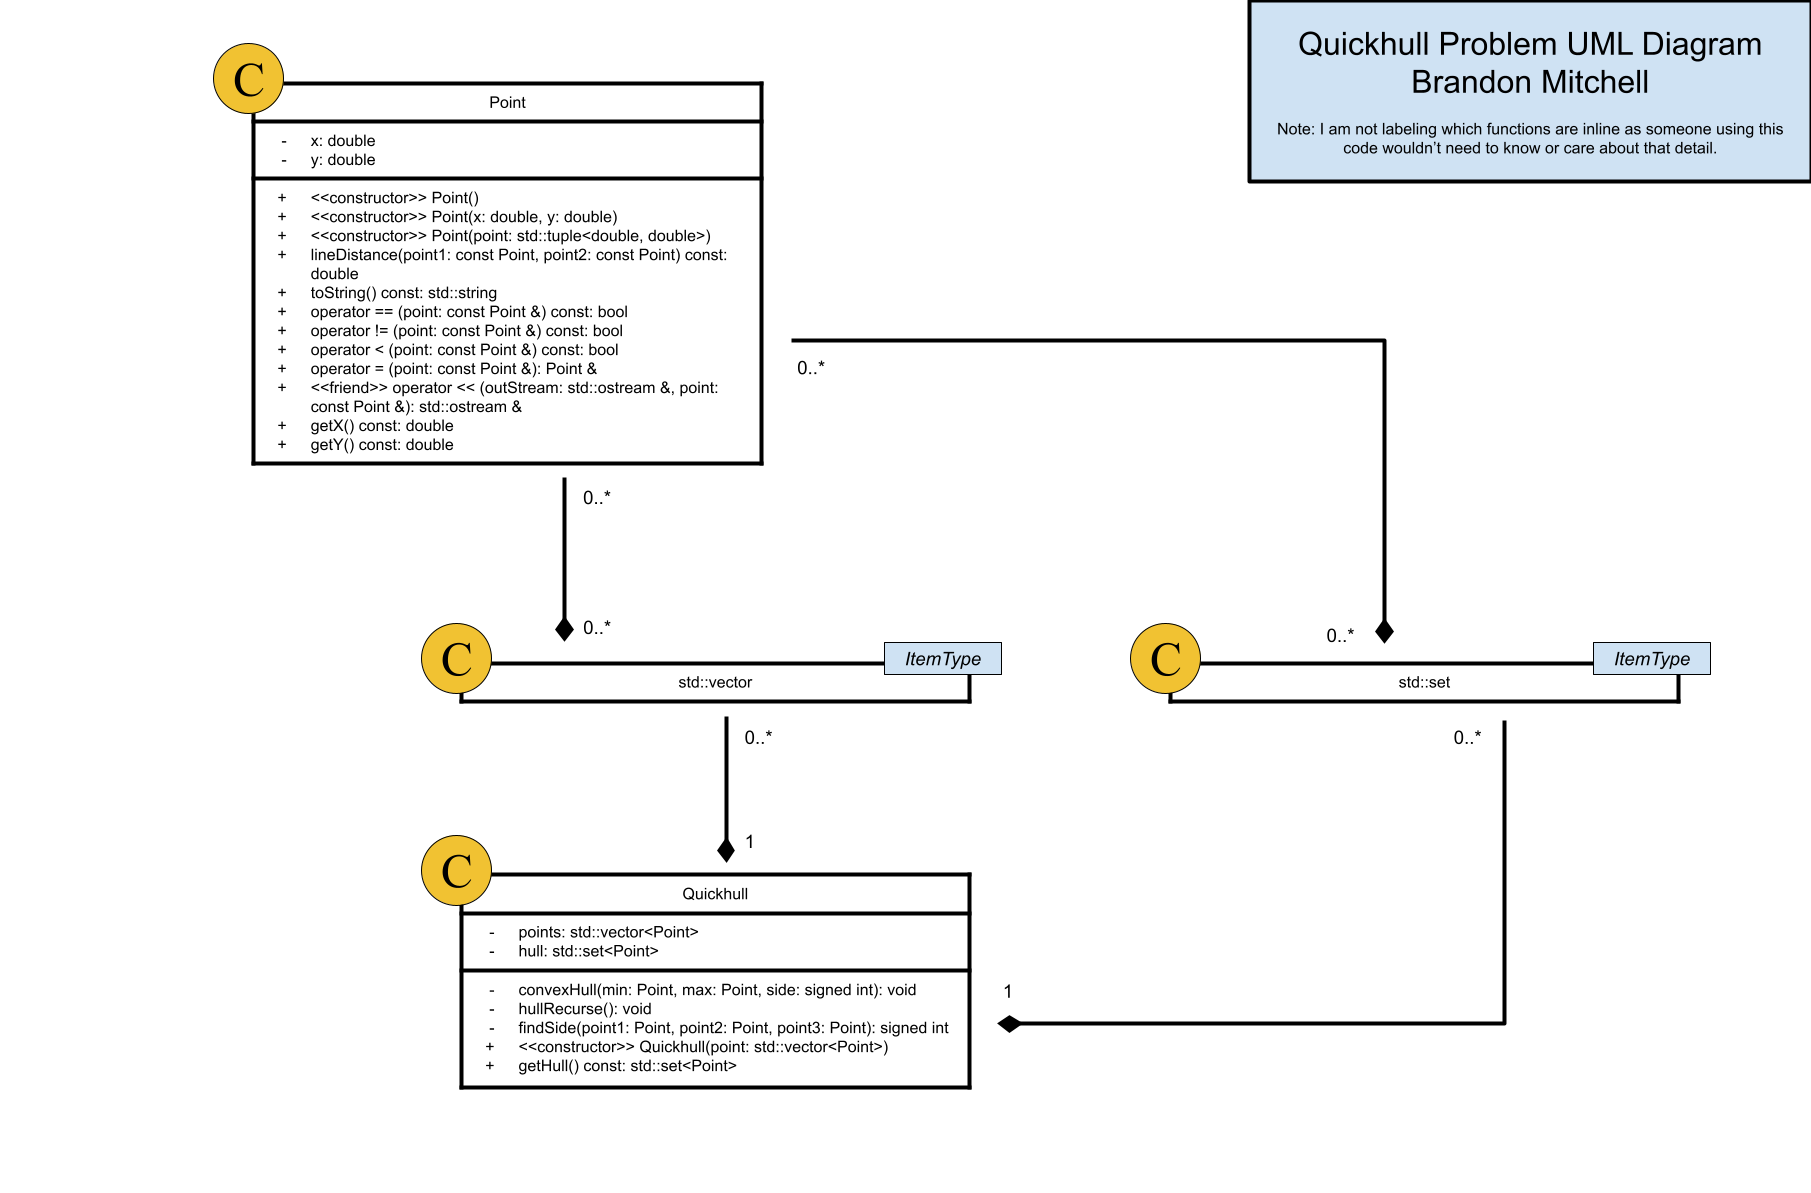 Quickhull Problem UML Diagram
Brandon Mitchell
Note: I am not labeling which functions are inline as someone using this
code wouldn't need to know or care about that detail.
C
Point
- x: double
- y: double
+ <<constructor>> Point()
+ <<constructor>> Point(x: double, y: double)
+ <<constructor>> Point(point: std::tuple<double, double>)
+ lineDistance(point1: const Point, point2: const Point) const:
double
+ toString() const: std::string
+ operator == (point: const Point &) const: bool
+ operator != (point: const Point &) const: bool
+ operator < (point: const Point &) const: bool
+ operator = (point: const Point &): Point &
+ <<friend>> operator << (outStream: std::ostream &, point:
const Point &): std::ostream &
+ getX() const: double
+ getY() const: double
0..*
0..*
0..*
0..*
C
ItemType
std::vector
C
ItemType
std::set
0..*
0..*
1
C
Quickhull
- points: std::vector<Point>
- hull: std::set<Point>
- convexHull(min: Point, max: Point, side: signed int): void
- hullRecurse(): void
- findSide(point1: Point, point2: Point, point3: Point): signed int
+ <<constructor>> Quickhull(point: std::vector<Point>)
+ getHull() const: std::set<Point>
1